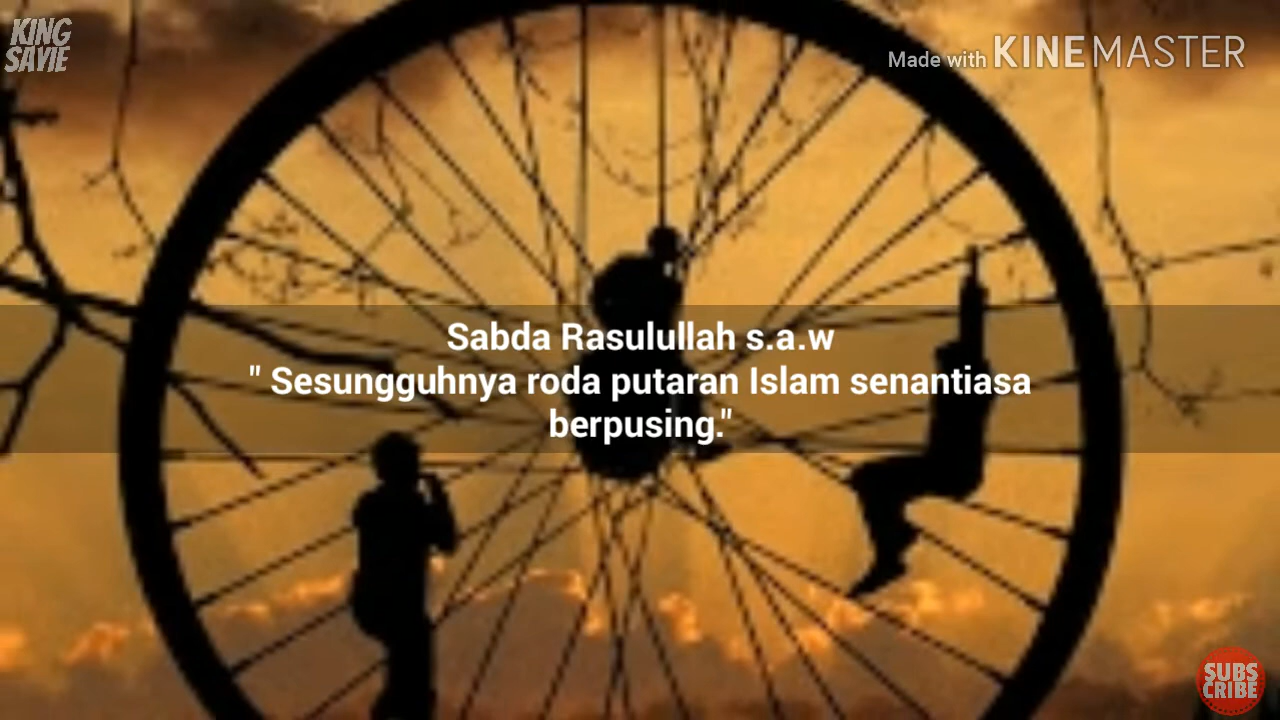 KING
SAVIE
Made with KINEMASTER
Sabda Rasulullah s.a.w
" Sesungguhnya roda putaran Islam senantiasa
berpusing."
SUBS
CRIBE